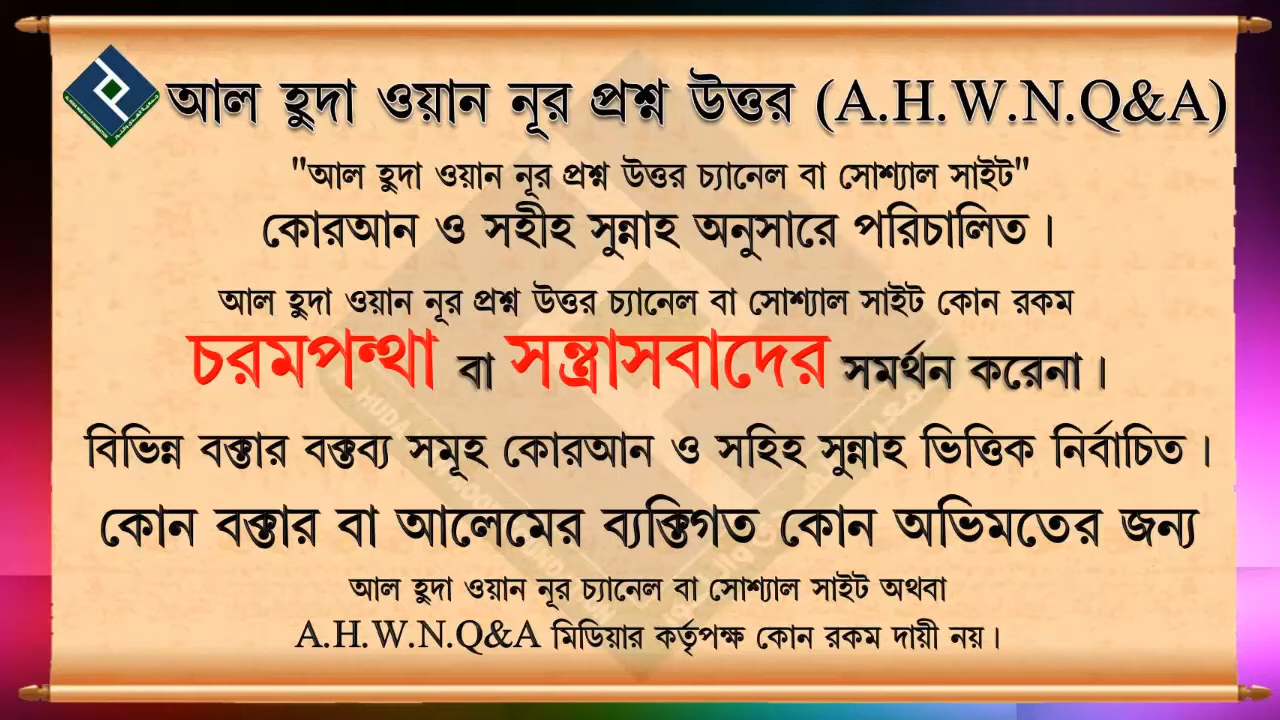 আল হুদা ওয়ান নূর প্রশ্ন উত্তর (A.H.W.N.Q&A)
"আল হুদা ওয়ান নূর প্রশ্ন উত্তর চ্যানেল বা সোশ্যাল সাইট"
কোরআন ও সহীহ সুন্নাহ অনুসারে পরিচালিত।
আল হুদা ওয়ান নূর প্রশ্ন উত্তর চ্যানেল বা সোশ্যাল সাইট কোন রকম
চরমপন্থা বা সন্ত্রাসবাদের সমর্থন করেনা।
বিভিন্ন বক্তার বক্তব্য সমূহ কোরআন ও সহিহ সুন্নাহ ভিত্তিক নির্বাচিত।
কোন বক্তার বা আলেমের ব্যক্তিগত কোন অভিমতের জন্য
আল হুদা ওয়ান নূর চ্যানেল বা সোশ্যাল সাইট অথবা
A.H.W.N.Q&A মিডিয়ার কর্তৃপক্ষ কোন রকম দায়ী নয়।